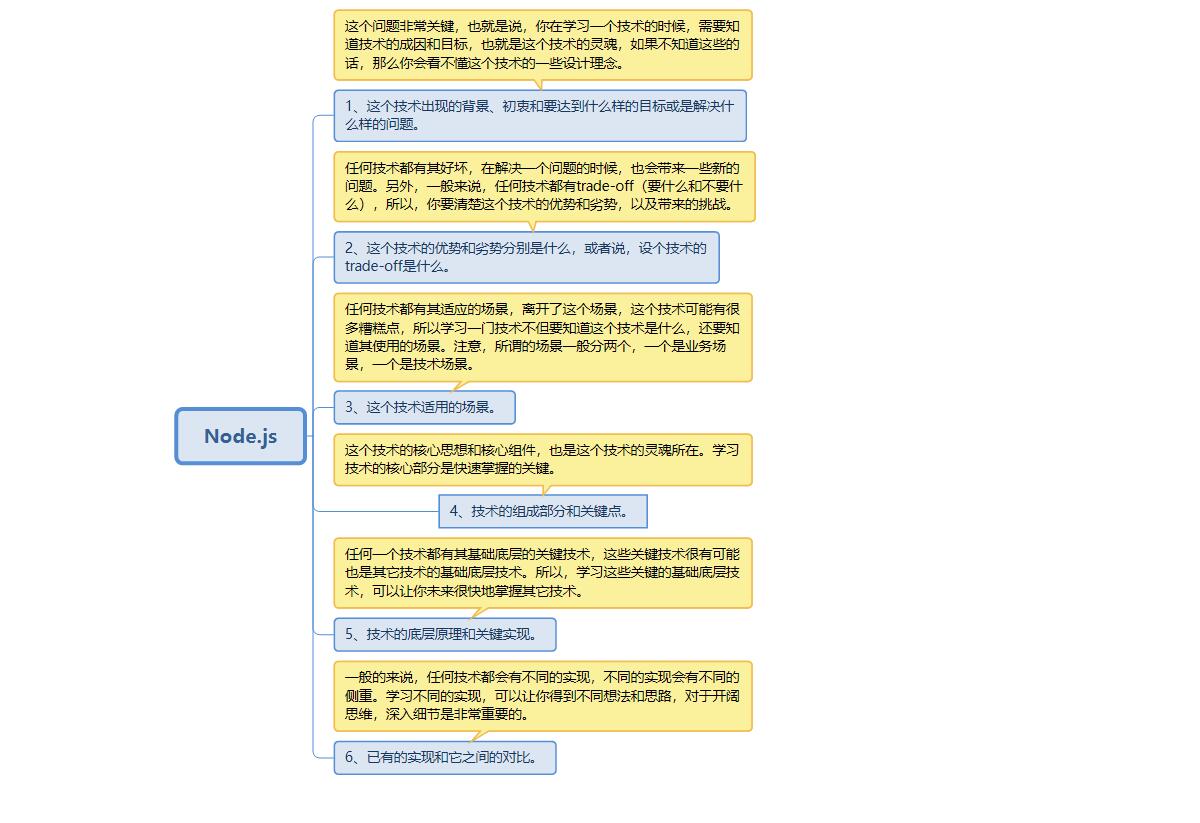 这个问题非常关键，也就是说，你在学习一个技术的时候，需要知
道技术的成因和目标，也就是这个技术的灵魂，如果不知道这些的
话，那么你会看不懂这个技术的一些设计理念。
1、这个技术出现的背景、初衷和要达到什么样的目标或是解决什
么样的问题。
任何技术都有其好坏，在解决一个问题的时候，也会带来一些新的
问题。另外，一般来说，任何技术都有trade-off（要什么和不要什
么），所以，你要清楚这个技术的优势和劣势，以及带来的挑战。
2、这个技术的优势和劣势分别是什么，或者说，设个技术的
trade-off是什么。
任何技术都有其适应的场景，离开了这个场景，这个技术可能有很
多糟糕点，所以学习一门技术不但要知道这个技术是什么，还要知
道其使用的场景。注意，所谓的场景一般分两个，一个是业务场
景，一个是技术场景。
3、这个技术适用的场景。
Node.js
这个技术的核心思想和核心组件，也是这个技术的灵魂所在。学习
技术的核心部分是快速掌握的关键。
4、技术的组成部分和关键点。
任何一个技术都有其基础底层的关键技术，这些关键技术很有可能
也是其它技术的基础底层技术。所以，学习这些关键的基础底层技
术，可以让你未来很快地掌握其它技术。
5、技术的底层原理和关键实现。
一般的来说，任何技术都会有不同的实现，不同的实现会有不同的
侧重。学习不同的实现，可以让你得到不同想法和思路，对于开阔
思维，深入细节是非常重要的。
6、已有的实现和它之间的对比。